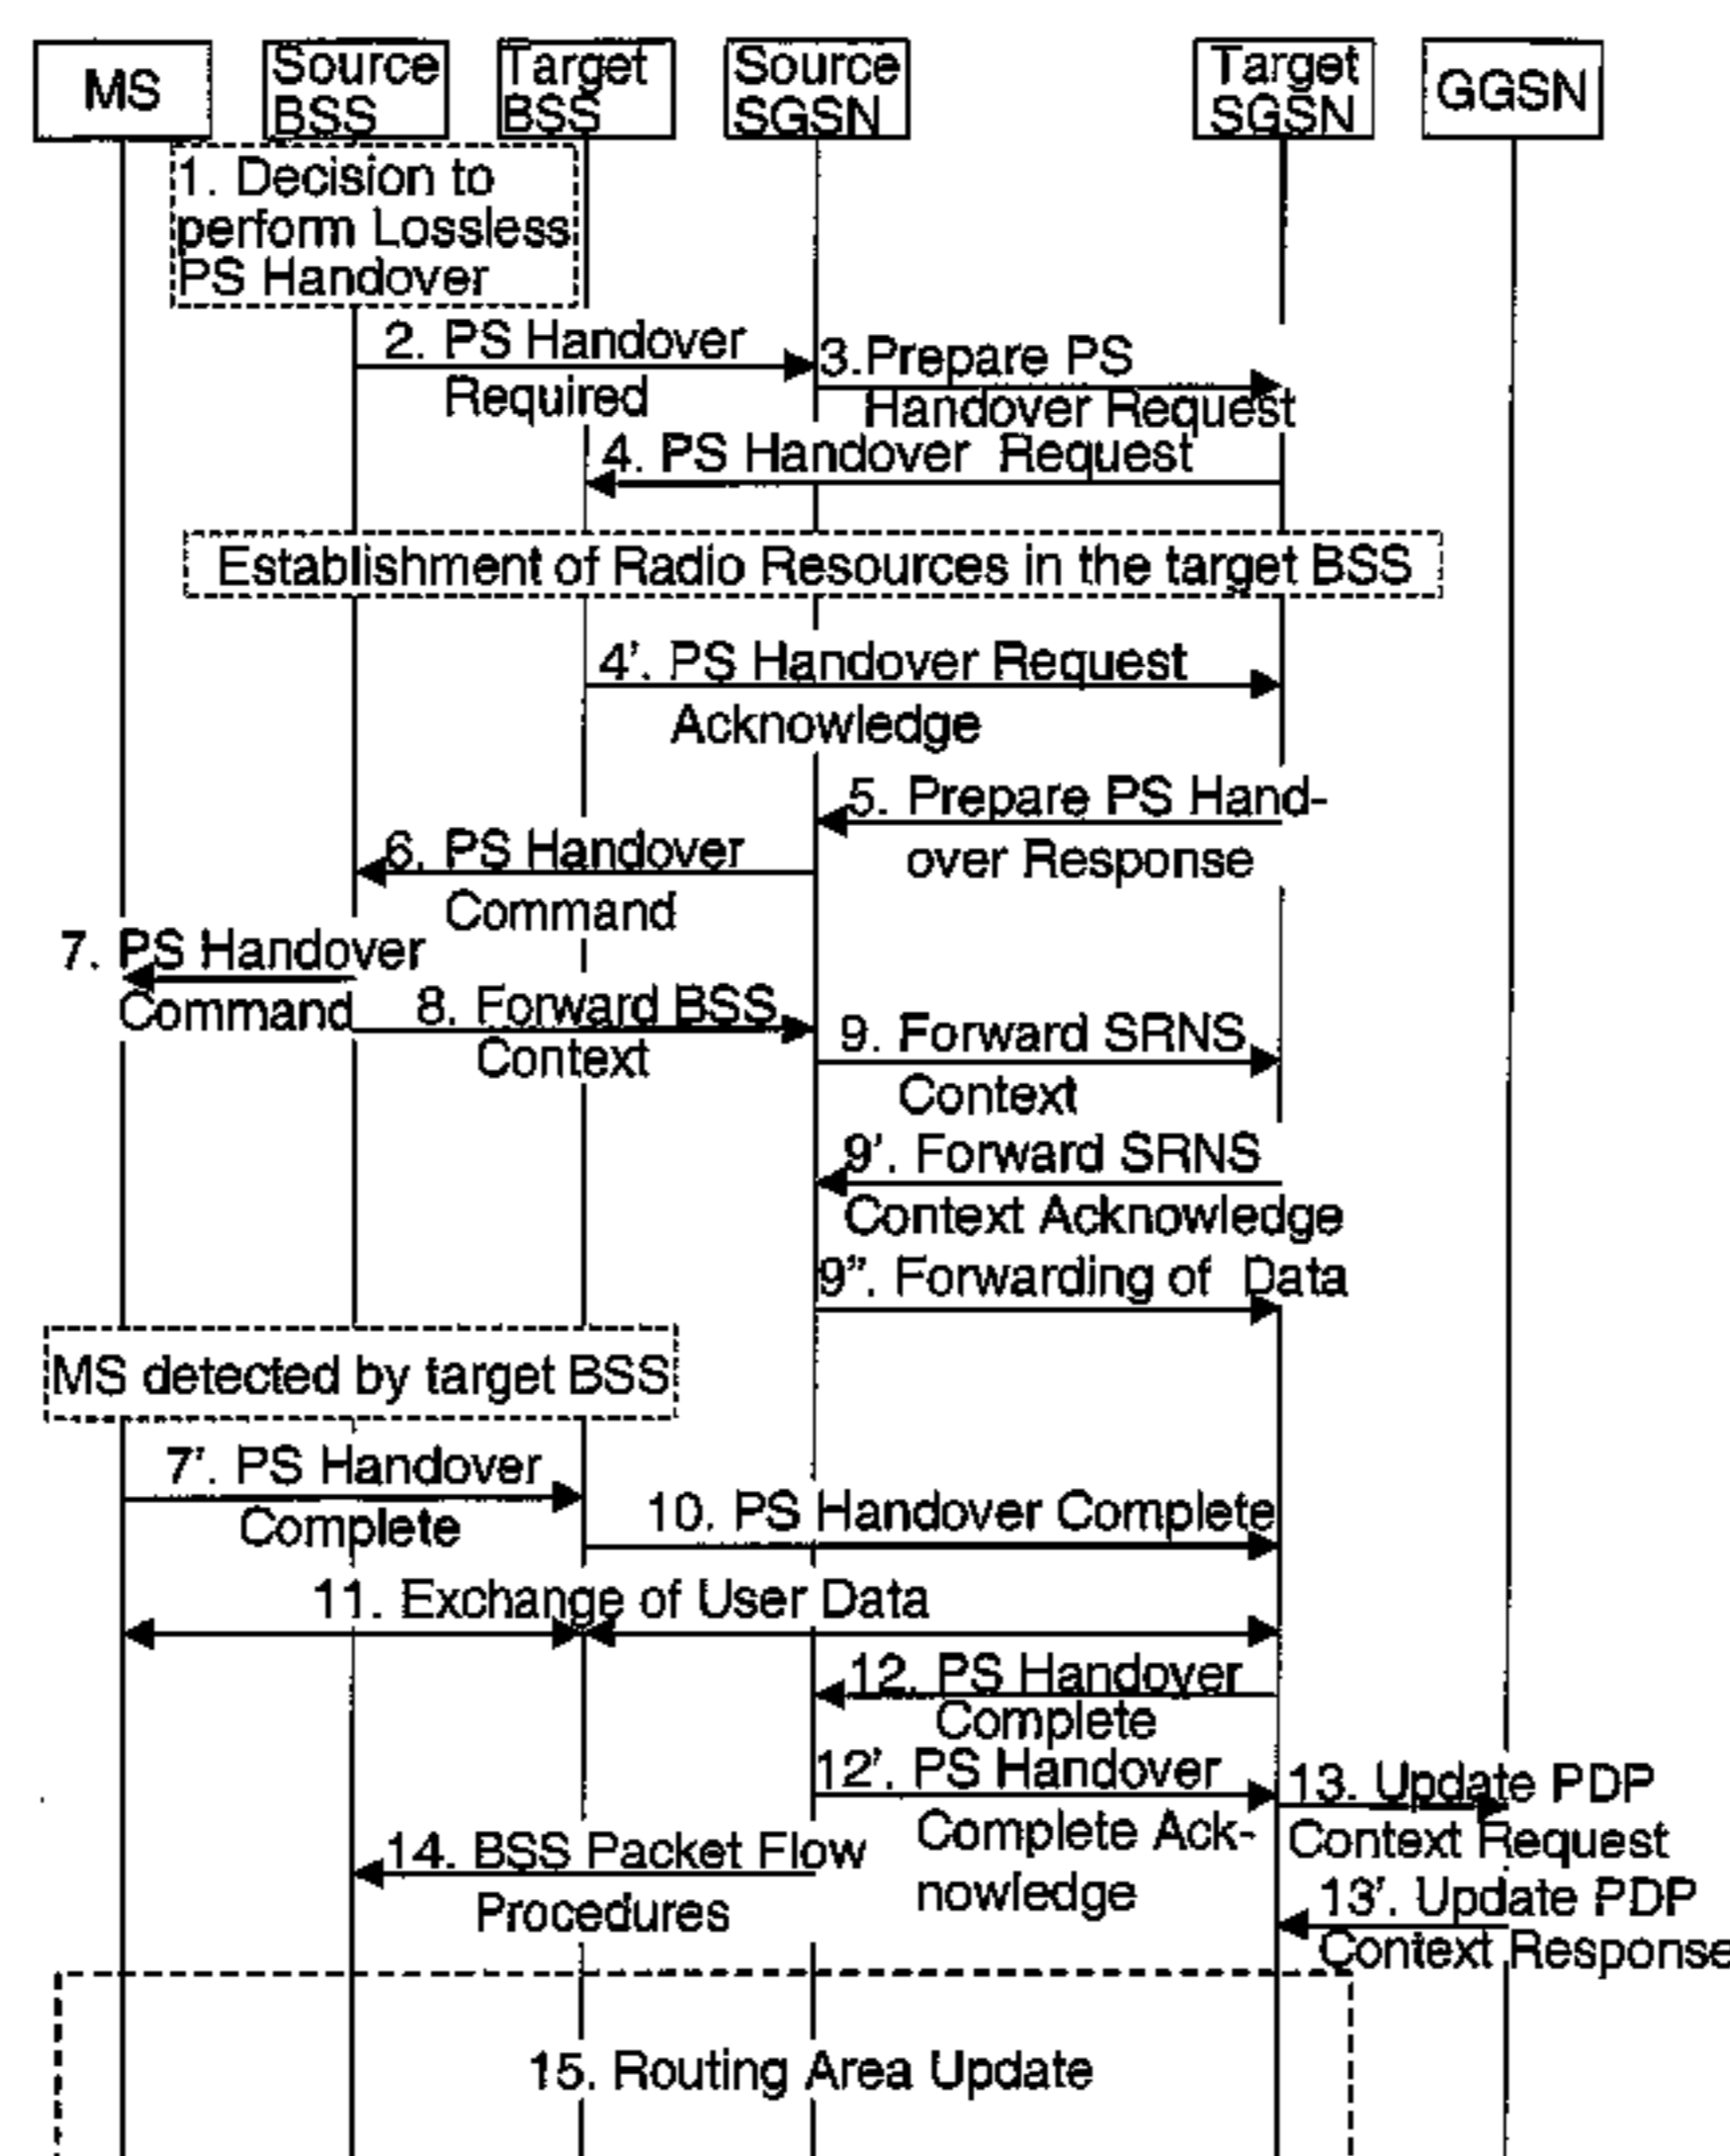 MS
Source
BSS
Target
BSS
Source
SGSN
Target
SGSN
GGSN
1. Decision to
perform Lossless
PS Handover
2. PS Handover
Required
3.Prepare PS
Handover Request
4. PS Handover Request
Establishment of Radio Resources in the target BSS
4'. PS Handover Request
Acknowledge
5. Prepare PS Hand-
over Response
6. PS Handover
Command
7. PS Handover
Command
8. Forward BSS
Context
9. Forward SRNS
Context
9'. Forward SRNS
Context Acknowledge
9”. Forwarding of Data
MS detected by target BSS
7'. PS Handover
Complete
10. PS Handover Complete
11. Exchange of User Data
12. PS Handover
Complete
12'. PS Handover
Complete Ack-
nowledge
13. Update PDP
Context Request
14. BSS Packet Flow
Procedures
13'. Update PDP
Context Response
15. Routing Area Update